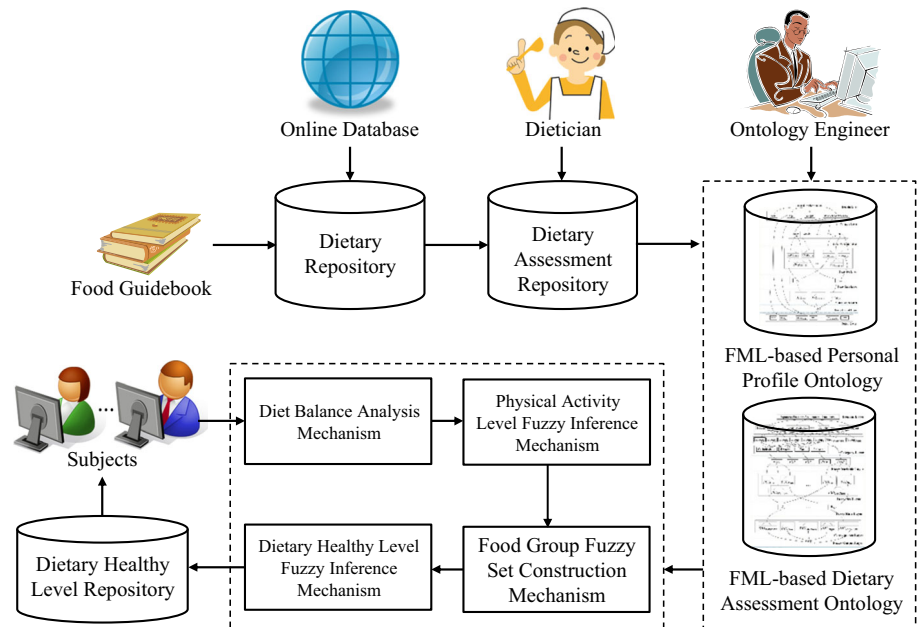 Online Database
Dietician
Ontology Engineer
Food Guidebook
Dietary
Repository
Dietary
Assessment
Repository
FML-based Personal
Profile Ontology
Subjects
...
Diet Balance Analysis
Mechanism
Physical Activity
Level Fuzzy Inference
Mechanism
Dietary Healthy
Level Repository
Dietary Healthy Level
Fuzzy Inference
Mechanism
Food Group Fuzzy
Set Construction
Mechanism
FML-based Dietary
Assessment Ontology